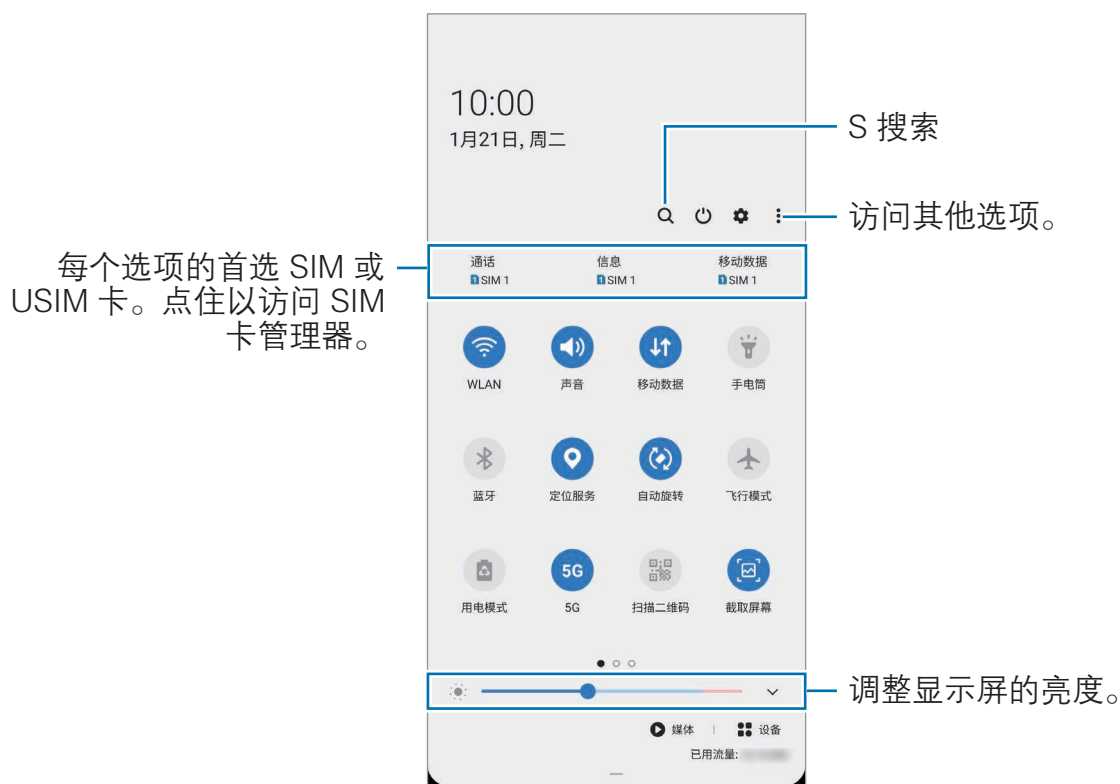 10:00
1月21日, 周二
S 搜索
访问其他选项。
每个选项的首选 SIM 或
USIM 卡。点住以访问 SIM
卡管理器。
通话 信息 移动数据
1 SIM 1 1 SIM 1 1 SIM 1
WLAN 声音 移动数据 手电筒
蓝牙 定位服务 自动旋转 飞行模式
5G
用电模式 5G 扫描二维码 截取屏幕
调整显示屏的亮度。
媒体 | 设备
已用流量: